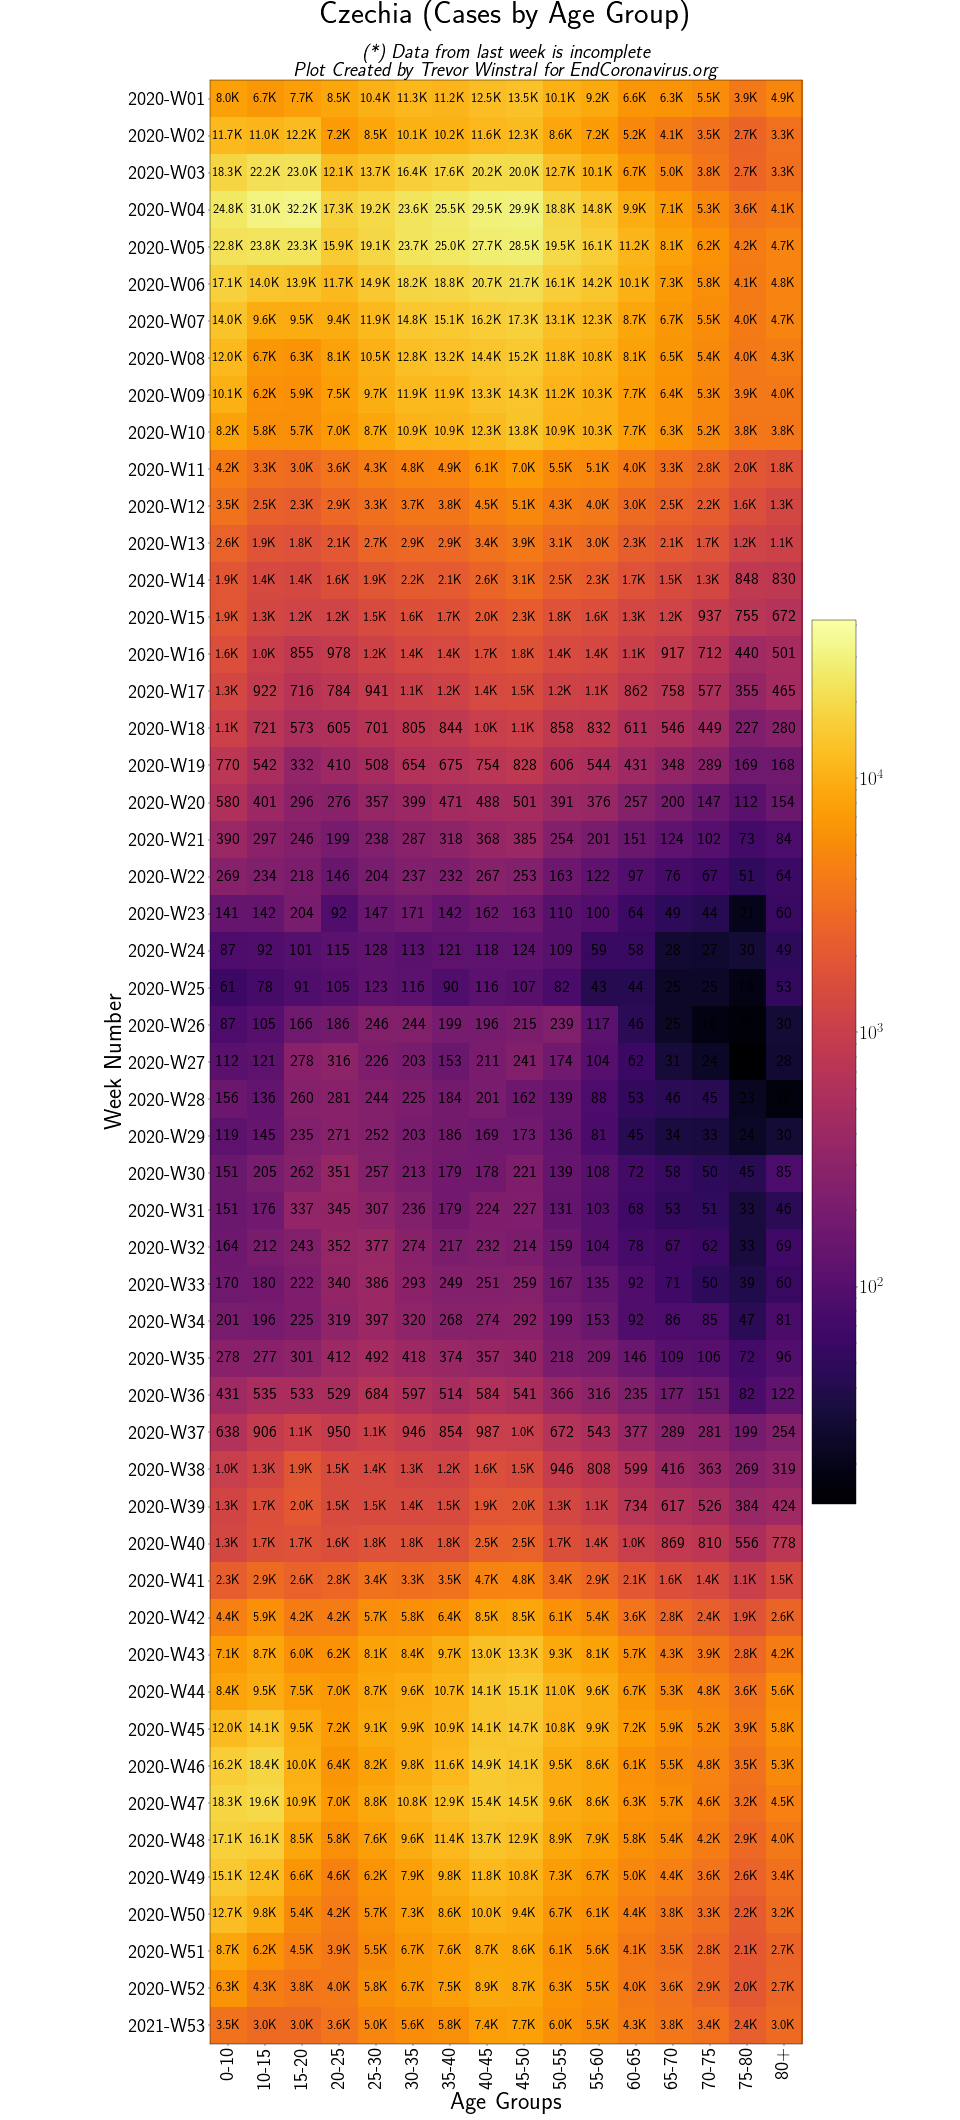 Czechia (Cases by Age Group)
(*) Data from last week is incomplete
Plot Created by Trevor Winstral for EndCoronavirus.org
2020-W01 8.0K 6.7K 7.7K 8.5K 10.4K 11.3K 11.2K 12.5K 13.5K 10.1K 9.2K 6.6K 6.3K 5.5K 3.9K 4.9K
2020-W02 11.7K 11.0K 12.2K 7.2K 8.5K 10.1K 10.2K 11.6K 12.3K 8.6K 7.2K 5.2K 4.1K 3.5K 2.7K 3.3K
2020-W03 18.3K 22.2K 23.0K 12.1K 13.7K 16.4K 17.6K 20.2K 20.0K 12.7K 10.1K 6.7K 5.0K 3.8K 2.7K 3.3K
2020-W04 24.8K 31.0K 32.2K 17.3K 19.2K 23.6K 25.5K 29.5K 29.9K 18.8K 14.8K 9.9K 7.1K 5.3K 3.6K 4.1K
2020-W05 22.8K 23.8K 23.3K 15.9K 19.1K 23.7K 25.0K 27.7K 28.5K 19.5K 16.1K 11.2K 8.1K 6.2K 4.2K 4.7K
2020-W06 17.1K 14.0K 13.9K 11.7K 14.9K 18.2K 18.8K 20.7K 21.7K 16.1K 14.2K 10.1K 7.3K 5.8K 4.1K 4.8K
2020-W07 14.0K 9.6K 9.5K 9.4K 11.9K 14.8K 15.1K 16.2K 17.3K 13.1K 12.3K 8.7K 6.7K 5.5K 4.0K 4.7K
2020-W08 12.0K 6.7K 6.3K 8.1K 10.5K 12.8K 13.2K 14.4K 15.2K 11.8K 10.8K 8.1K 6.5K 5.4K 4.0K 4.3K
2020-W09 10.1K 6.2K 5.9K 7.5K 9.7K 11.9K 11.9K 13.3K 14.3K 11.2K 10.3K 7.7K 6.4K 5.3K 3.9K 4.0K
2020-W10 8.2K 5.8K 5.7K 7.0K 8.7K 10.9K 10.9K 12.3K 13.8K 10.9K 10.3K 7.7K 6.3K 5.2K 3.8K 3.8K
2020-W11 4.2K 3.3K 3.0K 3.6K 4.3K 4.8K 4.9K 6.1K 7.0K 5.5K 5.1K 4.0K 3.3K 2.8K 2.0K 1.8K
2020-W12 3.5K 2.5K 2.3K 2.9K 3.3K 3.7K 3.8K 4.5K 5.1K 4.3K 4.0K 3.0K 2.5K 2.2K 1.6K 1.3K
2020-W13 2.6K 1.9K 1.8K 2.1K 2.7K 2.9K 2.9K 3.4K 3.9K 3.1K 3.0K 2.3K 2.1K 1.7K 1.2K 1.1K
2020-W14 1.9K 1.4K 1.4K 1.6K 1.9K 2.2K 2.1K 2.6K 3.1K 2.5K 2.3K 1.7K 1.5K 1.3K 848 830
2020-W15 1.9K 1.3K 1.2K 1.2K 1.5K 1.6K 1.7K 2.0K 2.3K 1.8K 1.6K 1.3K 1.2K 937 755 672
2020-W16 1.6K 1.0K 855 978 1.2K 1.4K 1.4K 1.7K 1.8K 1.4K 1.4K 1.1K 917 712 440 501
2020-W17 1.3K 922 716 784 941 1.1K 1.2K 1.4K 1.5K 1.2K 1.1K 862 758 577 355 465
2020-W18 1.1K 721 573 605 701 805 844 1.0K 1.1K 858 832 611 546 449 227 280
2020-W19 770 542 332 410 508 654 675 754 828 606 544 431 348 289 169 168
2020-W20 580 401 296 276 357 399 471 488 501 391 376 257 200 147 112 154
2020-W21 390 297 246 199 238 287 318 368 385 254 201 151 124 102 73 84
2020-W22 269 234 218 146 204 237 232 267 253 163 122 97 76 67 51 64
2020-W23 141 142 204 92 147 171 142 162 163 110 100 64 49 44 21 60
2020-W24 87 92 101 115 128 113 121 118 124 109 59 58 28 27 30 49
2020-W25 61 78 91 105 123 116 90 116 107 82 43 44 25 25 53
2020-W26 87 105 166 186 246 244 199 196 215 239 117 46 25 30
2020-W27 112 121 278 316 226 203 153 211 241 174 104 62 31 24 28
2020-W28 156 136 260 281 244 225 184 201 162 139 88 53 46 45 23
2020-W29 119 145 235 271 252 203 186 169 173 136 81 45 34 33 24 30
2020-W30 151 205 262 351 257 213 179 178 221 139 108 72 58 50 45 85
2020-W31 151 176 337 345 307 236 179 224 227 131 103 68 53 51 33 46
2020-W32 164 212 243 352 377 274 217 232 214 159 104 78 67 62 33 69
2020-W33 170 180 222 340 386 293 249 251 259 167 135 92 71 50 39 60
2020-W34 201 196 225 319 397 320 268 274 292 199 153 92 86 85 47 81
2020-W35 278 277 301 412 492 418 374 357 340 218 209 146 109 106 72 96
2020-W36 431 535 533 529 684 597 514 584 541 366 316 235 177 151 82 122
2020-W37 638 906 1.1K 950 1.1K 946 854 987 1.0K 672 543 377 289 281 199 254
2020-W38 1.0K 1.3K 1.9K 1.5K 1.4K 1.3K 1.2K 1.6K 1.5K 946 808 599 416 363 269 319
2020-W39 1.3K 1.7K 2.0K 1.5K 1.5K 1.4K 1.5K 1.9K 2.0K 1.3K 1.1K 734 617 526 384 424
2020-W40 1.3K 1.7K 1.7K 1.6K 1.8K 1.8K 1.8K 2.5K 2.5K 1.7K 1.4K 1.0K 869 810 556 778
2020-W41 2.3K 2.9K 2.6K 2.8K 3.4K 3.3K 3.5K 4.7K 4.8K 3.4K 2.9K 2.1K 1.6K 1.4K 1.1K 1.5K
2020-W42 4.4K 5.9K 4.2K 4.2K 5.7K 5.8K 6.4K 8.5K 8.5K 6.1K 5.4K 3.6K 2.8K 2.4K 1.9K 2.6K
2020-W43 7.1K 8.7K 6.0K 6.2K 8.1K 8.4K 9.7K 13.0K 13.3K 9.3K 8.1K 5.7K 4.3K 3.9K 2.8K 4.2K
2020-W44 8.4K 9.5K 7.5K 7.0K 8.7K 9.6K 10.7K 14.1K 15.1K 11.0K 9.6K 6.7K 5.3K 4.8K 3.6K 5.6K
2020-W45 12.0K 14.1K 9.5K 7.2K 9.1K 9.9K 10.9K 14.1K 14.7K 10.8K 9.9K 7.2K 5.9K 5.2K 3.9K 5.8K
2020-W46 16.2K 18.4K 10.0K 6.4K 8.2K 9.8K 11.6K 14.9K 14.1K 9.5K 8.6K 6.1K 5.5K 4.8K 3.5K 5.3K
2020-W47 18.3K 19.6K 10.9K 7.0K 8.8K 10.8K 12.9K 15.4K 14.5K 9.6K 8.6K 6.3K 5.7K 4.6K 3.2K 4.5K
2020-W48 17.1K 16.1K 8.5K 5.8K 7.6K 9.6K 11.4K 13.7K 12.9K 8.9K 7.9K 5.8K 5.4K 4.2K 2.9K 4.0K
2020-W49 15.1K 12.4K 6.6K 4.6K 6.2K 7.9K 9.8K 11.8K 10.8K 7.3K 6.7K 5.0K 4.4K 3.6K 2.6K 3.4K
2020-W50 12.7K 9.8K 5.4K 4.2K 5.7K 7.3K 8.6K 10.0K 9.4K 6.7K 6.1K 4.4K 3.8K 3.3K 2.2K 3.2K
2020-W51 8.7K 6.2K 4.5K 3.9K 5.5K 6.7K 7.6K 8.7K 8.6K 6.1K 5.6K 4.1K 3.5K 2.8K 2.1K 2.7K
2020-W52 6.3K 4.3K 3.8K 4.0K 5.8K 6.7K 7.5K 8.9K 8.7K 6.3K 5.5K 4.0K 3.6K 2.9K 2.0K 2.7K
2021-W53 3.5K 3.0K 3.0K 3.6K 5.0K 5.6K 5.8K 7.4K 7.7K 6.0K 5.5K 4.3K 3.8K 3.4K 2.4K 3.0K
0-10 10-15 15-20 20-25 25-30 30-35 35-40 40-45 45-50 50-55 55-60 60-65 65-70 70-75 75-80 80+
Age Groups
Week Number
10⁴
10³
10²